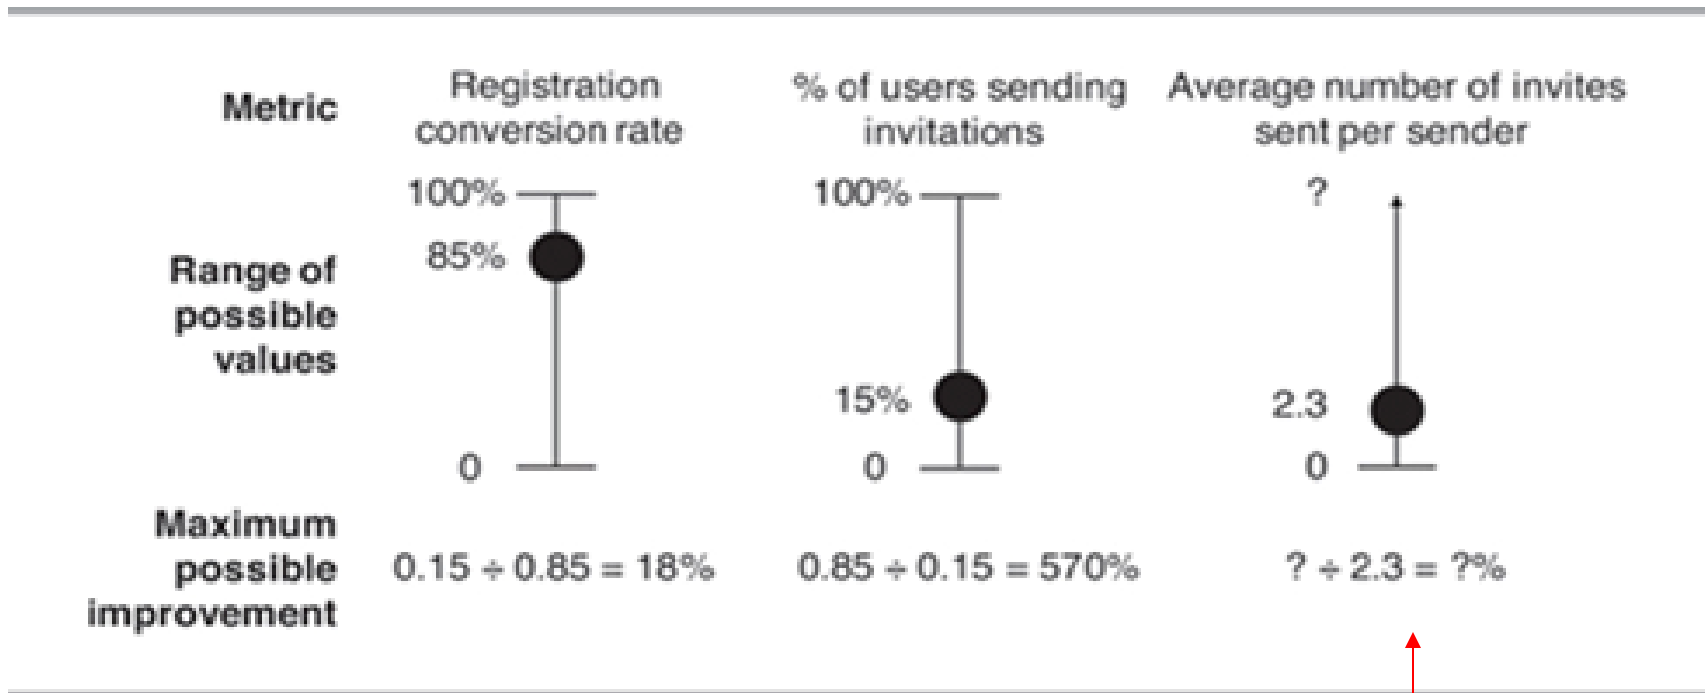 Metric
Registration
conversion rate
% of users sending
invitations
Average number of invites
sent per sender
Range of
possible
values
100%
85%
0
100%
15%
0
?
2.3
0
Maximum
possible
improvement
0.15 ÷ 0.85 = 18%
0.85 ÷ 0.15 = 570%
? ÷ 2.3 = ?%